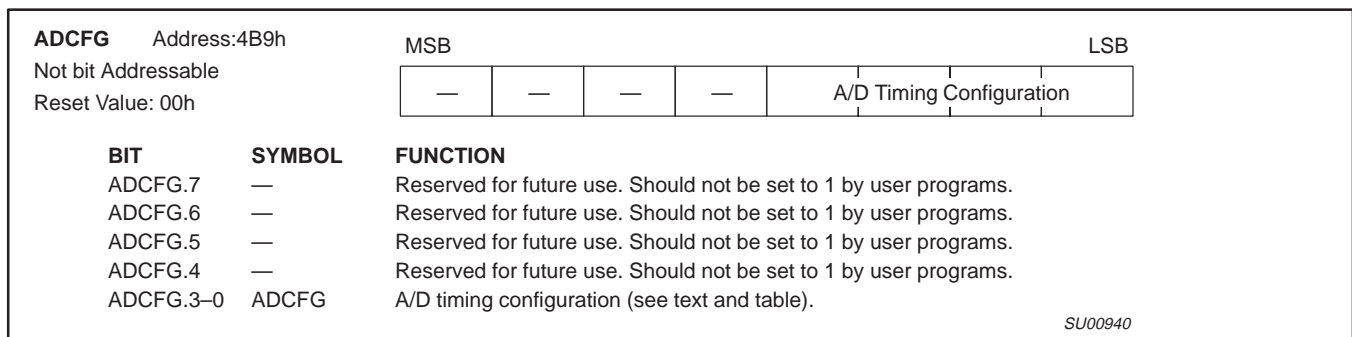 ADCFG Address:4B9h
Not bit Addressable
Reset Value: 00h
MSB LSB
— — — — A/D Timing Configuration
BIT SYMBOL FUNCTION
ADCFG.7 — Reserved for future use. Should not be set to 1 by user programs.
ADCFG.6 — Reserved for future use. Should not be set to 1 by user programs.
ADCFG.5 — Reserved for future use. Should not be set to 1 by user programs.
ADCFG.4 — Reserved for future use. Should not be set to 1 by user programs.
ADCFG.3–0 ADCFG A/D timing configuration (see text and table).
SU00940